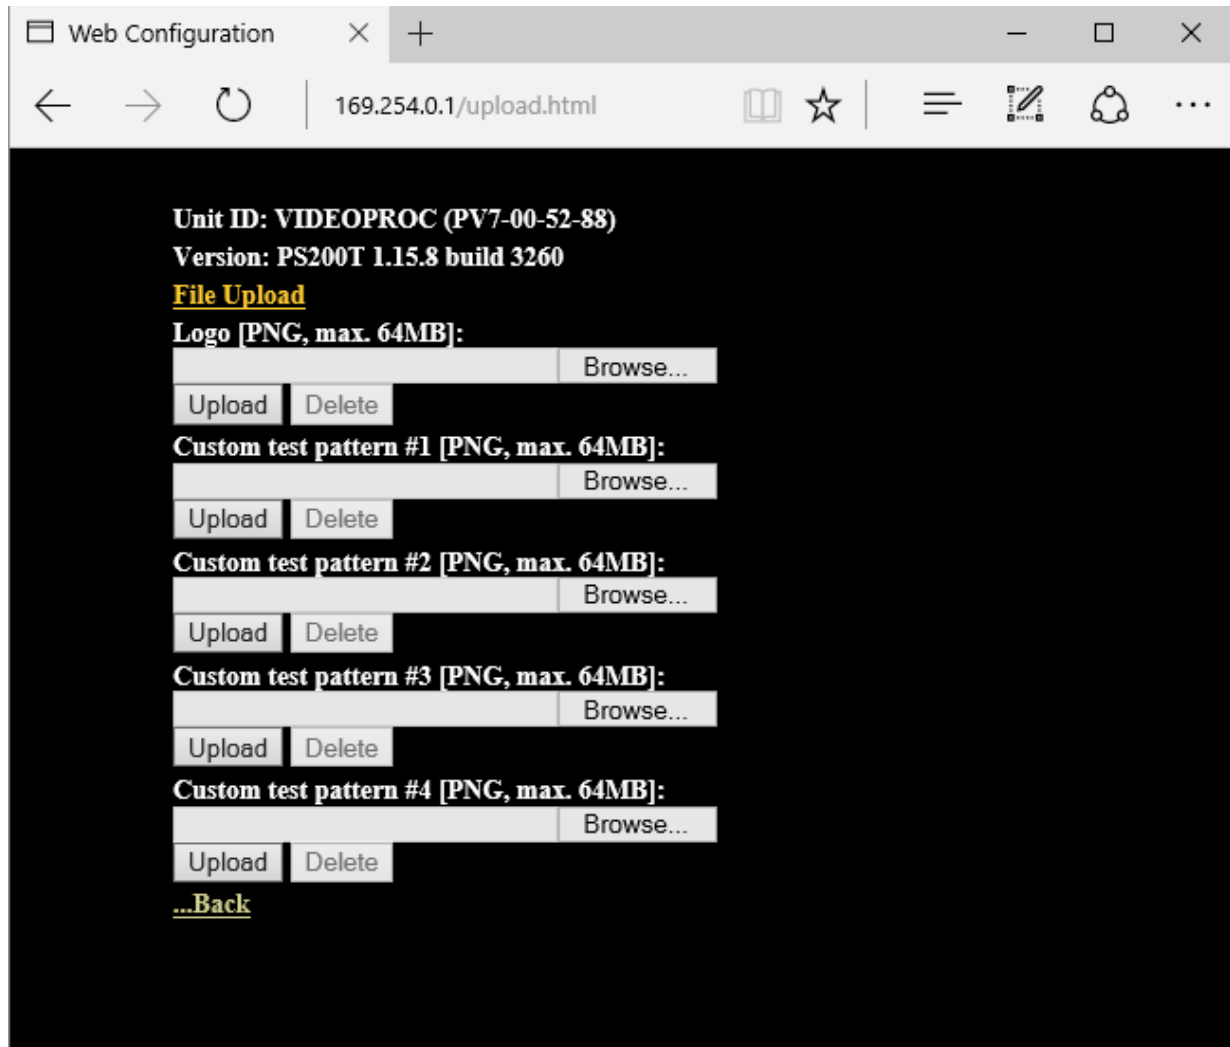 Web Configuration
169.254.0.1/upload.html
Unit ID: VIDEOPROC (PV7-00-52-88)
Version: PS200T 1.15.8 build 3260
File Upload
Logo [PNG, max. 64MB]:
Browse...
Upload Delete
Custom test pattern #1 [PNG, max. 64MB]:
Browse...
Upload Delete
Custom test pattern #2 [PNG, max. 64MB]:
Browse...
Upload Delete
Custom test pattern #3 [PNG, max. 64MB]:
Browse...
Upload Delete
Custom test pattern #4 [PNG, max. 64MB]:
Browse...
Upload Delete
...Back